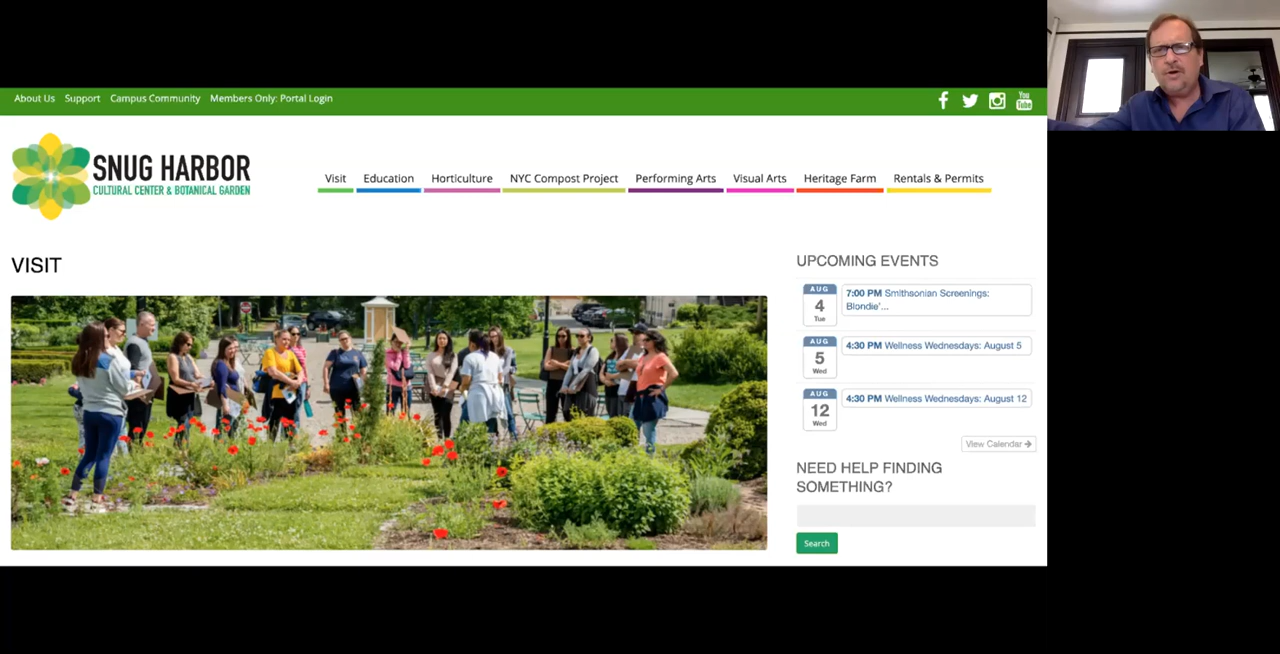 About Us Support Campus Community Members Only: Portal Login
You
Tube
SNUG HARBOR
CULTURAL CENTER & BOTANICAL GARDEN
Visit Education Horticulture NYC Compost Project Performing Arts Visual Arts Heritage Farm Rentals & Permits
VISIT
UPCOMING EVENTS
AUG
4
Tue
7:00 PM Smithsonian Screenings:
Blondie'...
AUG
5
Wed
4:30 PM Wellness Wednesdays: August 5
AUG
12
Wed
4:30 PM Wellness Wednesdays: August 12
View Calendar
NEED HELP FINDING
SOMETHING?
Search